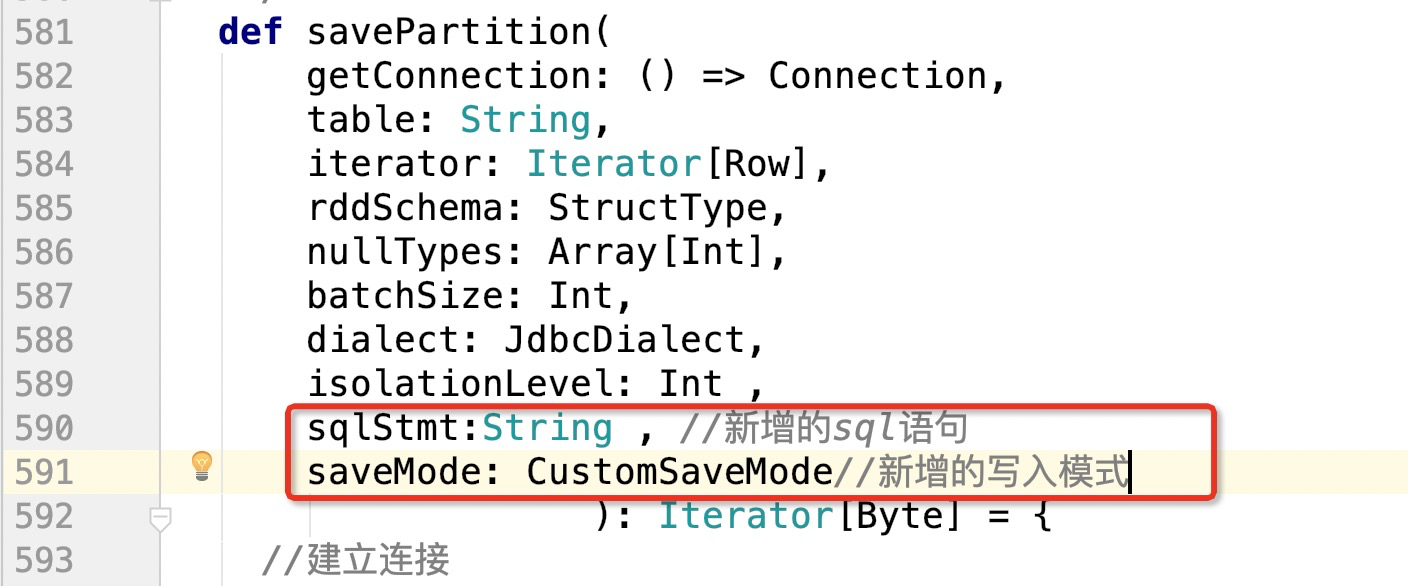 581 def savePartition(
582 getConnection: () => Connection,
583 table: String,
584 iterator: Iterator[Row],
585 rddSchema: StructType,
586 nullTypes: Array[Int],
587 batchSize: Int,
588 dialect: JdbcDialect,
589 isolationLevel: Int ,
590 sqlStmt:String , //新增的sql语句
591 saveMode: CustomSaveMode//新增的写入模式
592 ): Iterator[Byte] = {
593 //建立连接